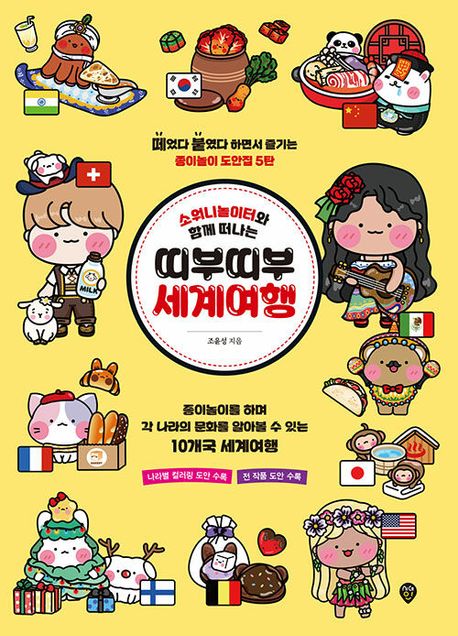 떼었다 붙였다 하면서 즐기는
종이놀이 도안집 5탄
소워니놀이터와
함께 떠나는
띠부띠부
세계여행
조윤성 지음
MILK
종이놀이를 하며
각 나라의 문화를 알아볼 수 있는
10개국 세계여행
나라별 컬러링 도안 수록
전 작품 도안 수록